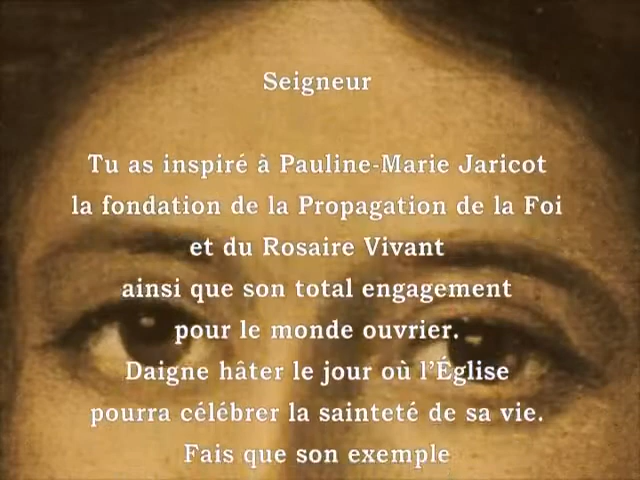 Seigneur
Tu as inspiré à Pauline-Marie Jaricot
la fondation de la Propagation de la Foi
et du Rosaire Vivant
ainsi que son total engagement
pour le monde ouvrier.
Daigne hâter le jour où l'Église
pourra célébrer la sainteté de sa vie.
Fais que son exemple